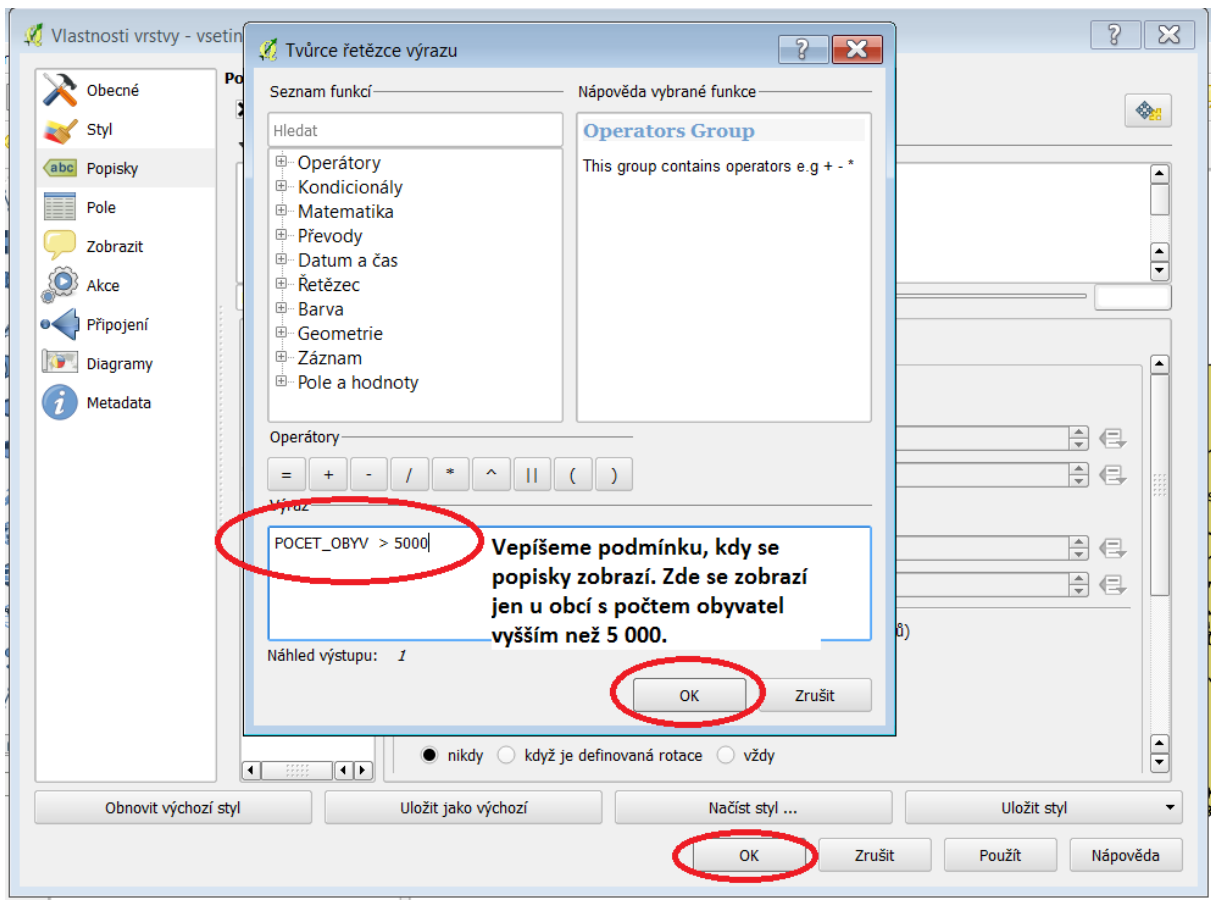 Vlastnosti vrstvy - vsetin
Tvůrce řetězce výrazu
Obecné
Styl
abc Popisky
Pole
Zobrazit
Akce
Připojení
Diagramy
Metadata
Po
Seznam funkcí
Hledat
Operátory
Kondicionály
Matematika
Převody
Datum a čas
Řetězec
Barva
Geometrie
Záznam
Pole a hodnoty
Nápověda vybrané funkce
Operators Group
This group contains operators e.g + - *
Operátory
= + - / * ^ || ( )
Výraz
POCET_OBYV > 5000
Vepíšeme podmínku, kdy se
popisky zobrazí. Zde se zobrazí
jen u obcí s počtem obyvatel
vyšším než 5 000.
Náhled výstupu: 1
OK Zrušit
ů)
nikdy když je definovaná rotace vždy
Obnovit výchozí styl Uložit jako výchozí Načíst styl ... Uložit styl
OK Zrušit Použít Nápověda